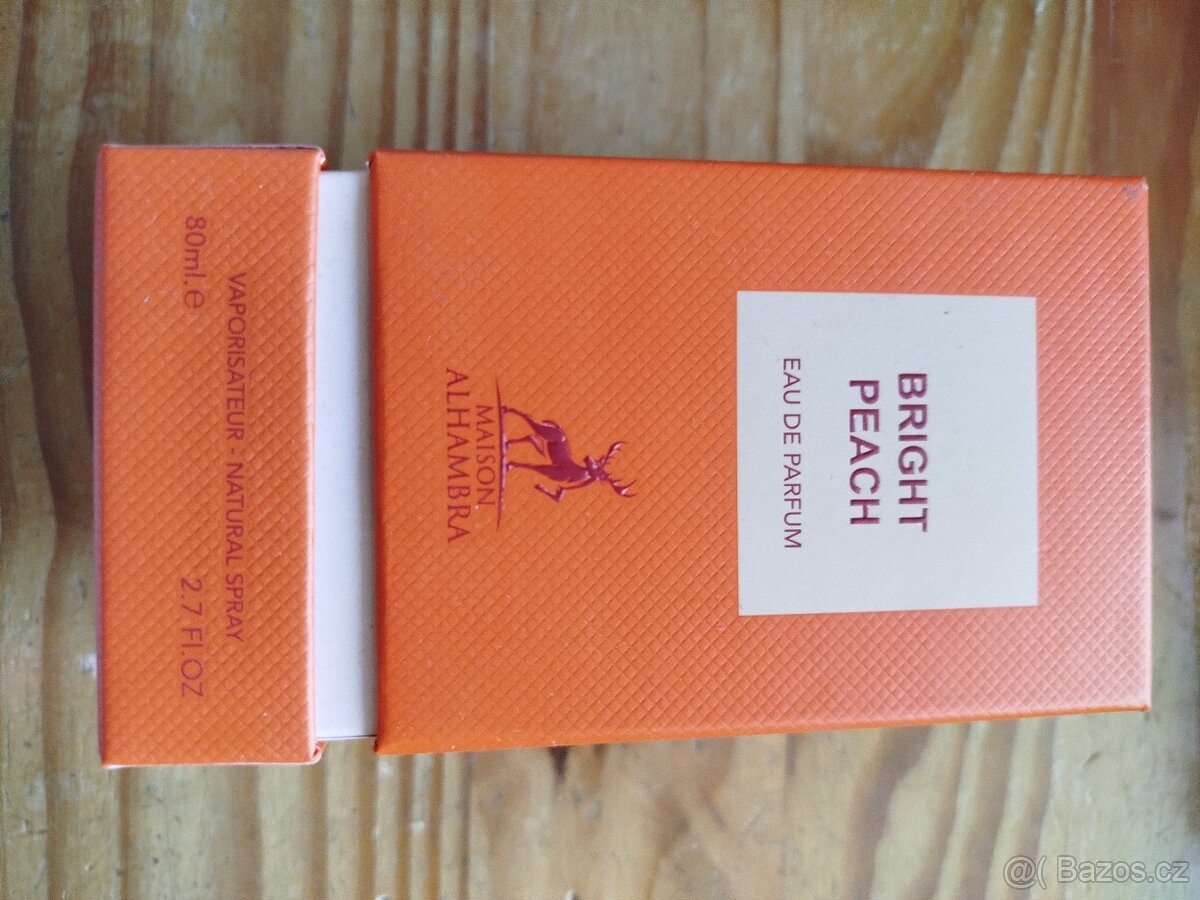 BRIGHT
PEACH
EAU DE PARFUM
MAISON
ALHAMBRA
VAPORISATEUR - NATURAL SPRAY
80ml.e 2.7 Fl.OZ
@( Bazos.cz